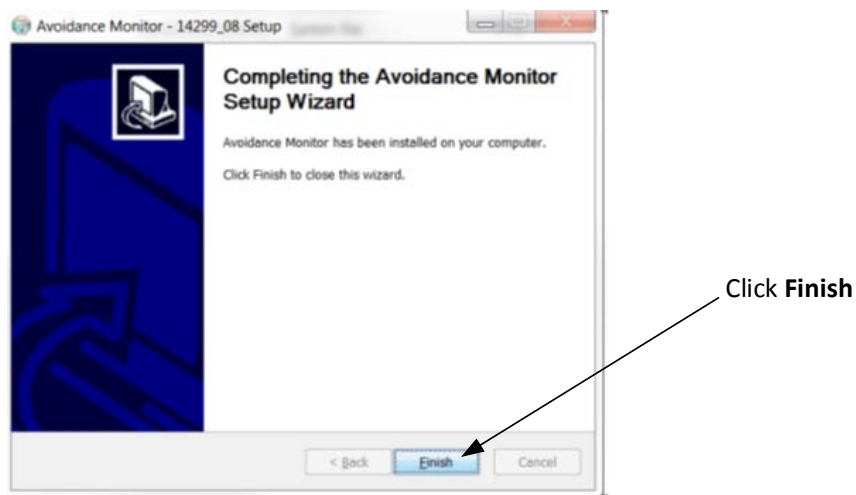 Avoidance Monitor - 14299_08 Setup
Completing the Avoidance Monitor
Setup Wizard
Avoidance Monitor has been installed on your computer.
Click Finish to close this wizard.
Click Finish
< Back Finish Cancel